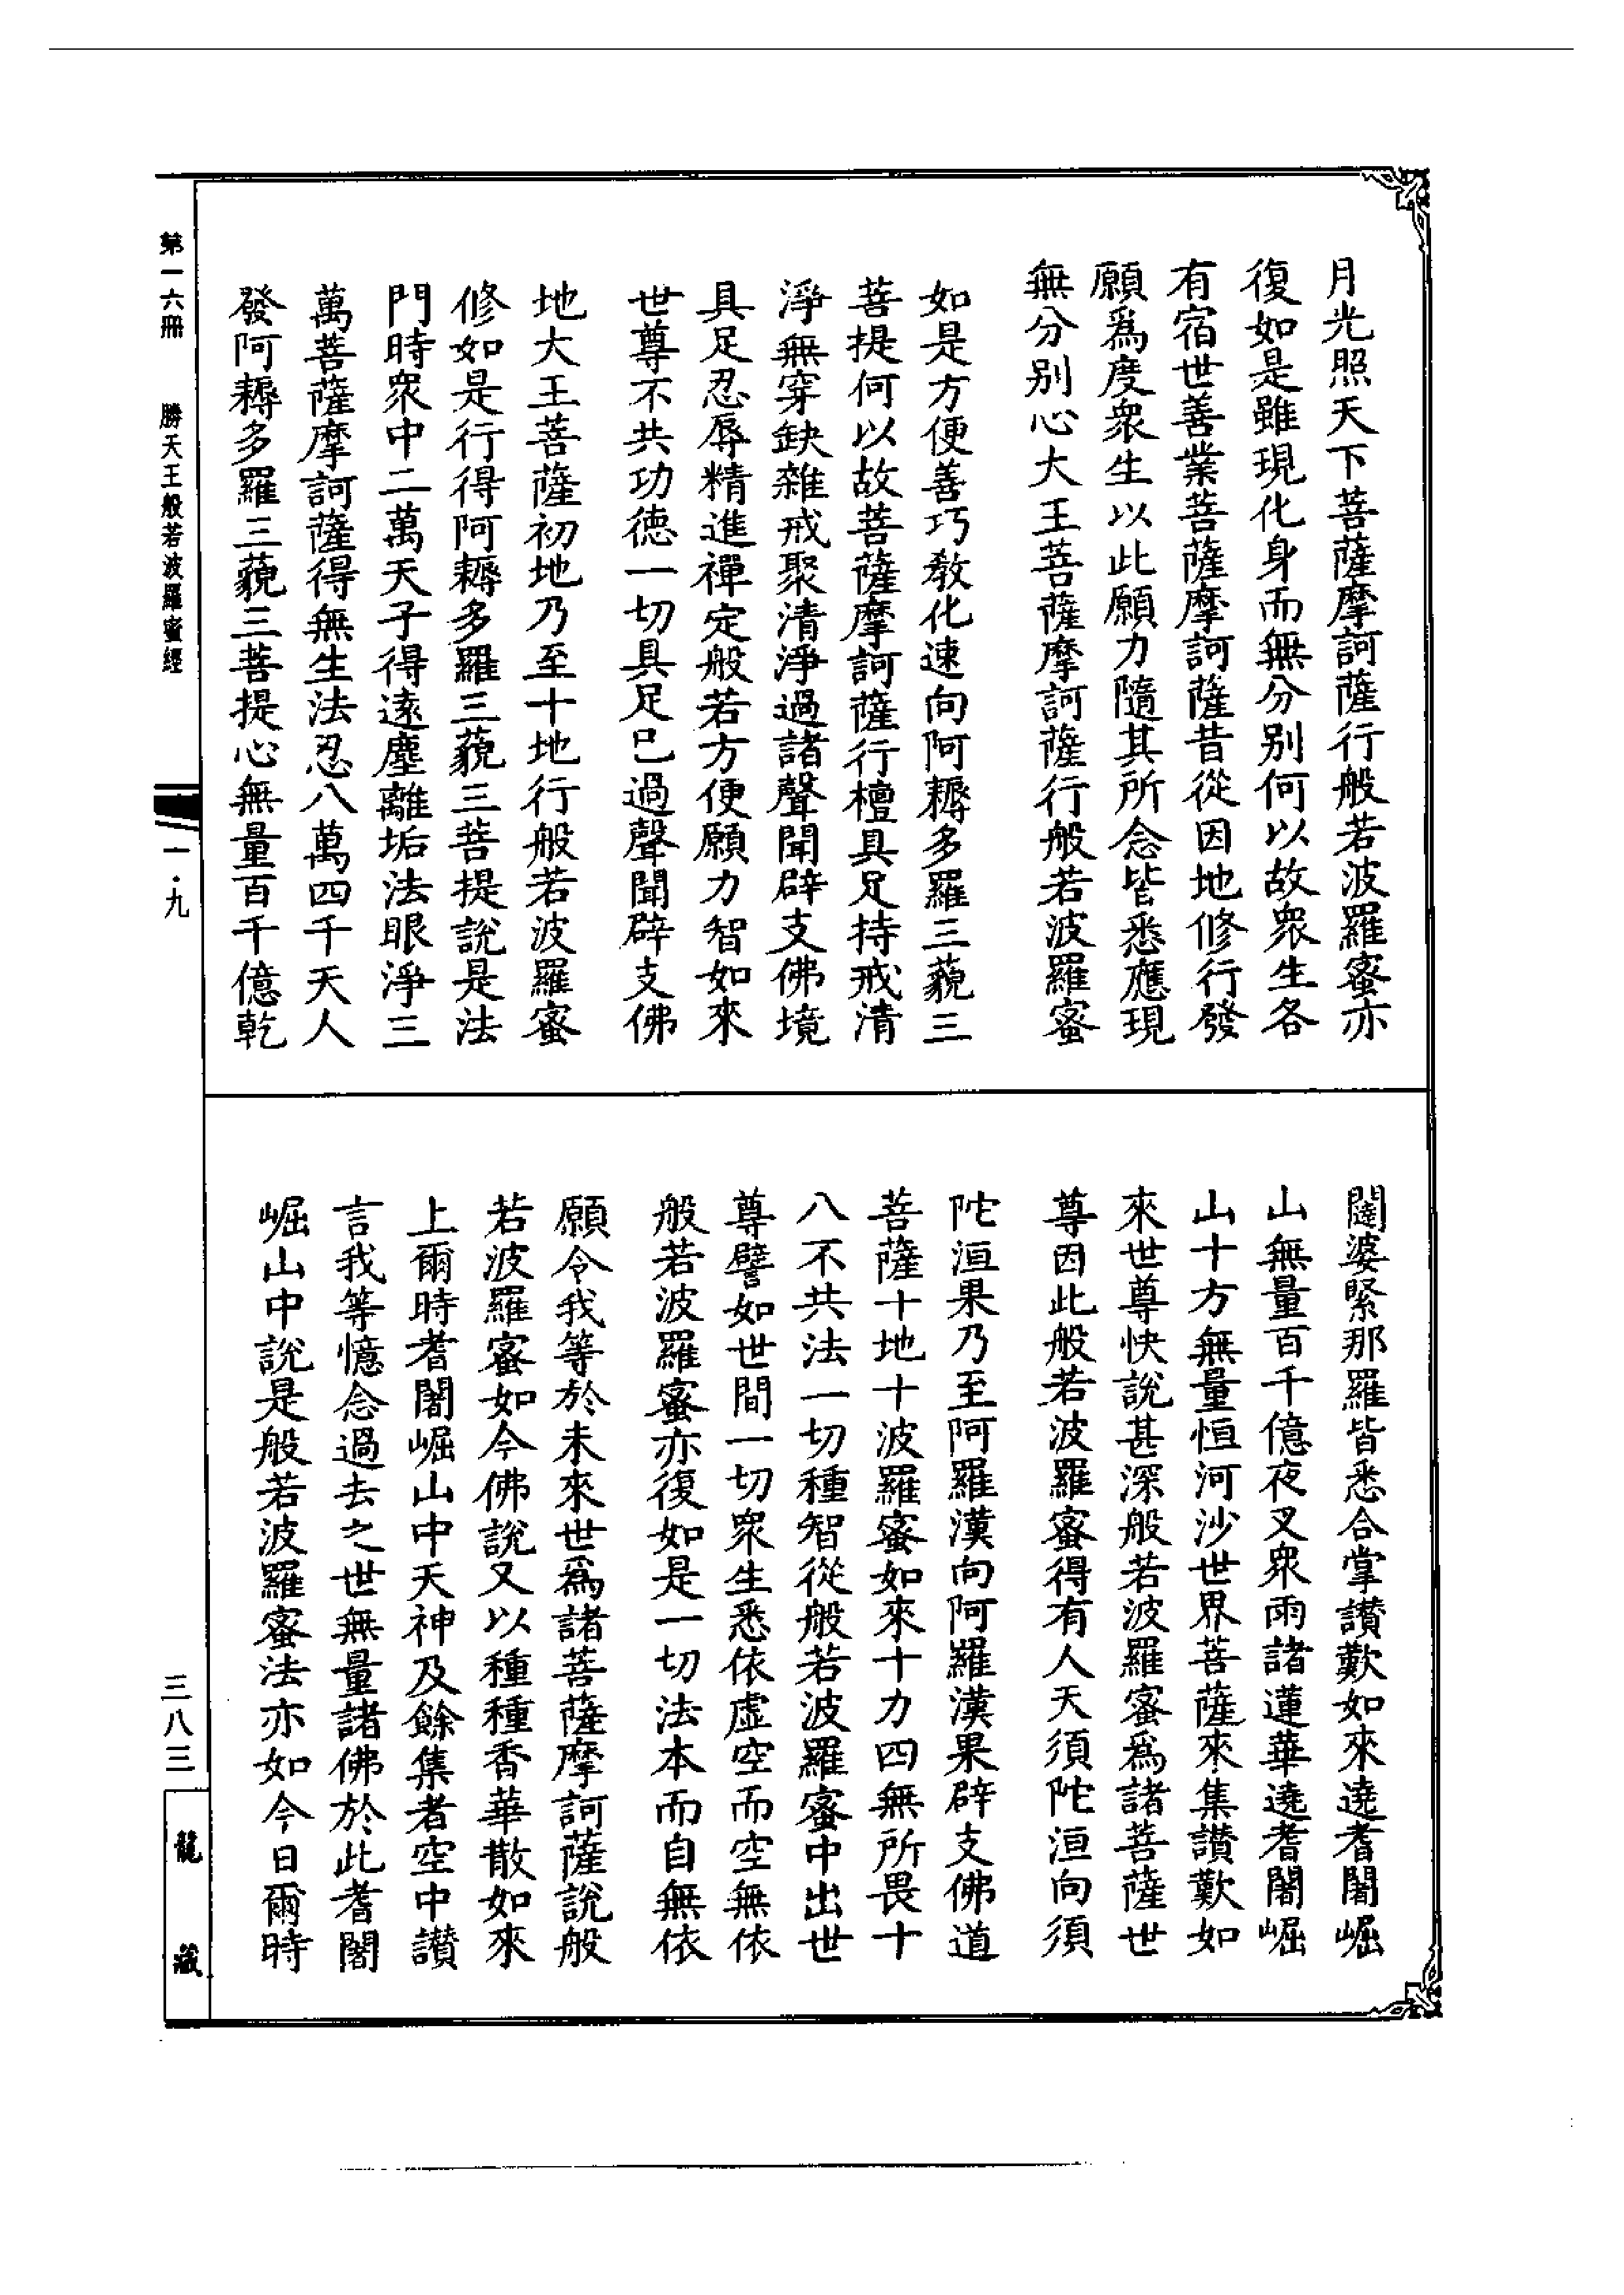 月光照天下菩薩摩訶薩行般若波羅蜜亦
復如是雖現化身而無分別何以故衆生各
有宿世善業菩薩摩訶薩昔從因地修行發
願爲度衆生以此願力隨其所念皆悉應現
無分別心大王菩薩摩訶薩行般若波羅蜜
如是方便善巧敎化速向阿耨多羅三藐三
菩提何以故菩薩摩訶薩行檀具足持戒清
淨無穿缺雜戒聚清淨過諸聲聞辟支佛境
具足忍辱精進禪定般若方便願力智如來
世尊不共功徳一切具足已過聲聞辟支佛
地大王菩薩初地乃至十地行般若波羅蜜
修如是行得阿耨多羅三藐三菩提說是法
門時衆中二萬天子得遠塵離垢法眼淨三
萬菩薩摩訶薩得無生法忍八萬四千天人
發阿耨多羅三藐三菩提心無量百千億乾
闥婆緊那羅皆悉合掌讃歎如來遶耆闍崛
山無量百千億夜叉衆雨諸蓮華遶耆闍崛
山十方無量恒河沙世界菩薩來集讃歎如
來世尊快說甚深般若波羅蜜爲諸菩薩世
尊因此般若波羅蜜得有人天須陀洹向須
陀洹果乃至阿羅漢向阿羅漢果辟支佛道
菩薩十地十波羅蜜如來十力四無所畏十
八不共法一切種智從般若波羅蜜中出世
尊譬如世間一切衆生悉依虛空而空無依
般若波羅蜜亦復如是一切法本而自無依
願令我等於未來世爲諸菩薩摩訶薩說般
若波羅蜜如今佛說又以種種香華散如來
上爾時耆闍崛山中天神及餘集者空中讃
言我等憶念過去之世無量諸佛於此耆闍
崛山中說是般若波羅蜜法亦如今日爾時
第一六冊　勝天王般若波羅蜜經
一·九
三八三
龍藏